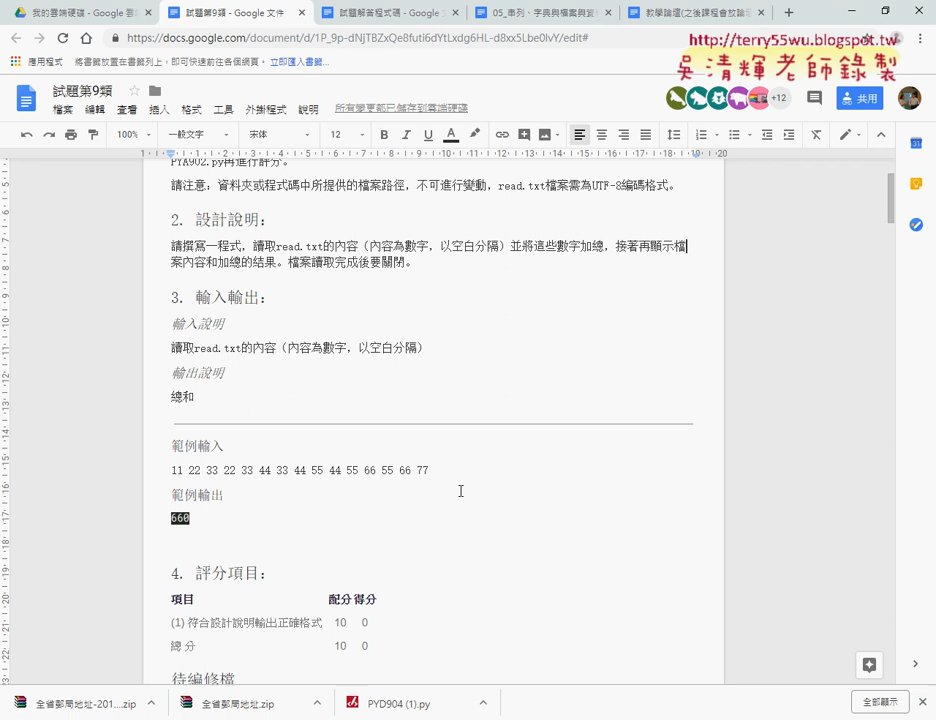 我的雲端硬碟 - Google 雲端
試題第9類 - Google 文件
試題解答程式碼 - Google 文
05_串列、字典與檔案與資
教學論壇(之後課程會放論壇
https://docs.google.com/document/d/1P_9p-dNjTBZxQe8futi6dYtLxdg6HL-d8xx5Lbe0lvY/edit#
http://terry55wu.blogspot.tw
吳清輝老師錄製
應用程式
將書籤放置在書籤列上，即可快速前往各個網頁。
立即匯入書籤...
試題第9類
檔案 編輯 查看 插入 格式 工具 外掛程式 說明
所有變更都已儲存到雲端硬碟
+12
共用
100% 一般文字 宋体 12 B I U A
PYA902.py再進行評分。
請注意：資料夾或程式碼中所提供的檔案路徑，不可進行變動，read.txt檔案需為UTF-8編碼格式。
2. 設計說明：
請撰寫一程式，讀取read.txt的內容（內容為數字，以空白分隔）並將這些數字加總，接著再顯示檔
案內容和加總的結果。檔案讀取完成後要關閉。
3. 輸入輸出：
輸入說明
讀取read.txt的內容（內容為數字，以空白分隔）
輸出說明
總和
範例輸入
11 22 33 22 33 44 33 44 55 44 55 66 55 66 77
範例輸出
660
4. 評分項目：
項目 配分 得分
(1) 符合設計說明輸出正確格式 10 0
總分 10 0
待編修檔
全省郵局地址-201....zip
全省郵局地址.zip
PYD904 (1).py
全部顯示